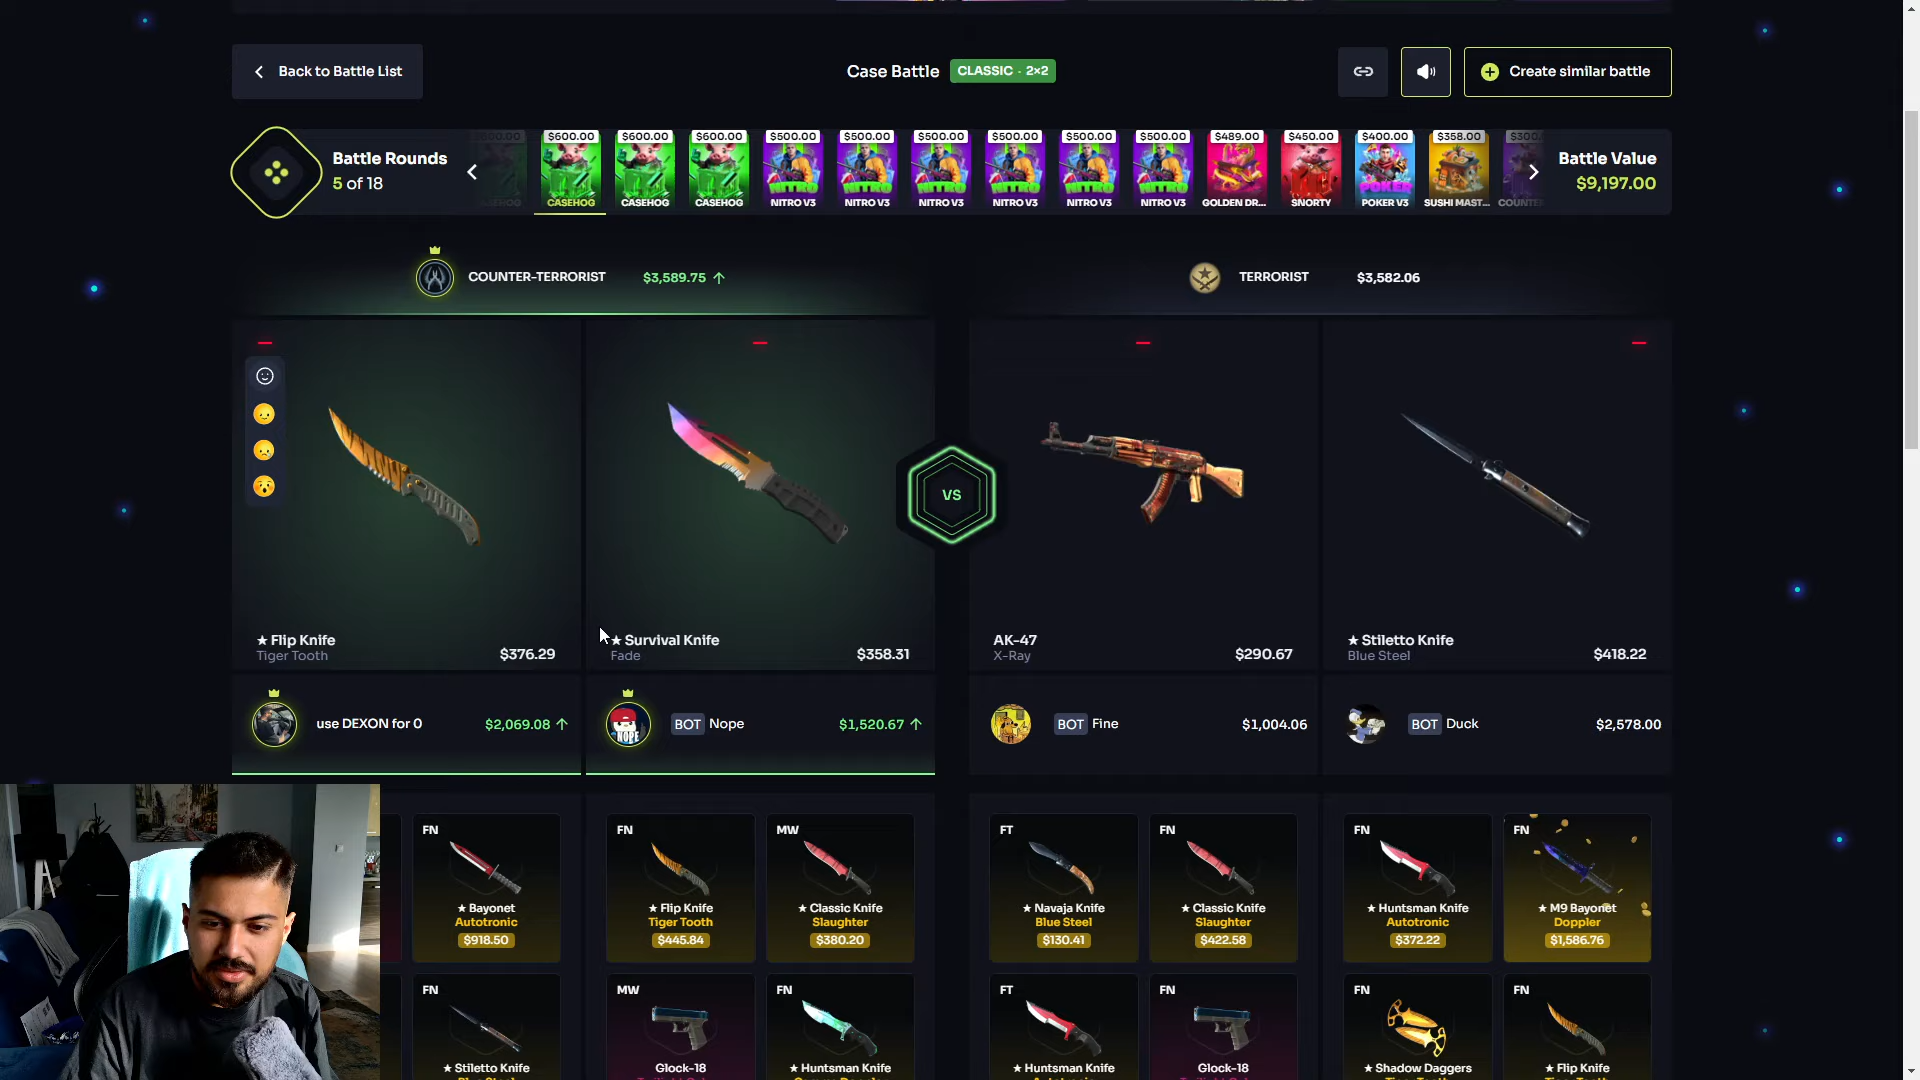 Back to Battle List
Case Battle
CLASSIC · 2×2
Create similar battle
Battle Rounds
5 of 18
$600.00
CASEHOG
$600.00
CASEHOG
$600.00
CASEHOG
$500.00
NITRO V3
$500.00
NITRO V3
$500.00
NITRO V3
$500.00
NITRO V3
$500.00
NITRO V3
$500.00
NITRO V3
$489.00
GOLDEN DR...
$450.00
SNORTY
$400.00
POKER V3
$358.00
SUSHI MAST...
Battle Value
$9,197.00
COUNTER-TERRORIST
$3,589.75
TERRORIST
$3,582.06
VS
★ Flip Knife
Tiger Tooth
$376.29
★ Survival Knife
Fade
$358.31
AK-47
X-Ray
$290.67
★ Stiletto Knife
Blue Steel
$418.22
use DEXON for 0
$2,069.08
NOPE
BOT Nope
$1,520.67
BOT Fine
$1,004.06
BOT Duck
$2,578.00
FN
★ Bayonet
Autotronic
$918.50
FN
★ Flip Knife
Tiger Tooth
$445.84
MW
★ Classic Knife
Slaughter
$380.20
FT
★ Navaja Knife
Blue Steel
$130.41
FN
★ Classic Knife
Slaughter
$422.58
FN
★ Huntsman Knife
Autotronic
$372.22
FN
★ M9 Bayonet
Doppler
$1,586.76
FN
★ Stiletto Knife
MW
Glock-18
FN
★ Huntsman Knife
FT
★ Huntsman Knife
FN
Glock-18
FN
★ Shadow Daggers
FN
★ Flip Knife